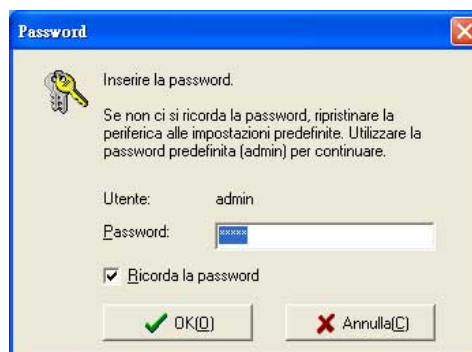 Password
Inserire la password.
Se non ci si ricorda la password, ripristinare la
periferica alle impostazioni predefinite. Utilizzare la
password predefinita (admin) per continuare.
Utente: admin
Password: *****
Ricorda la password
OK(O) Annulla(C)